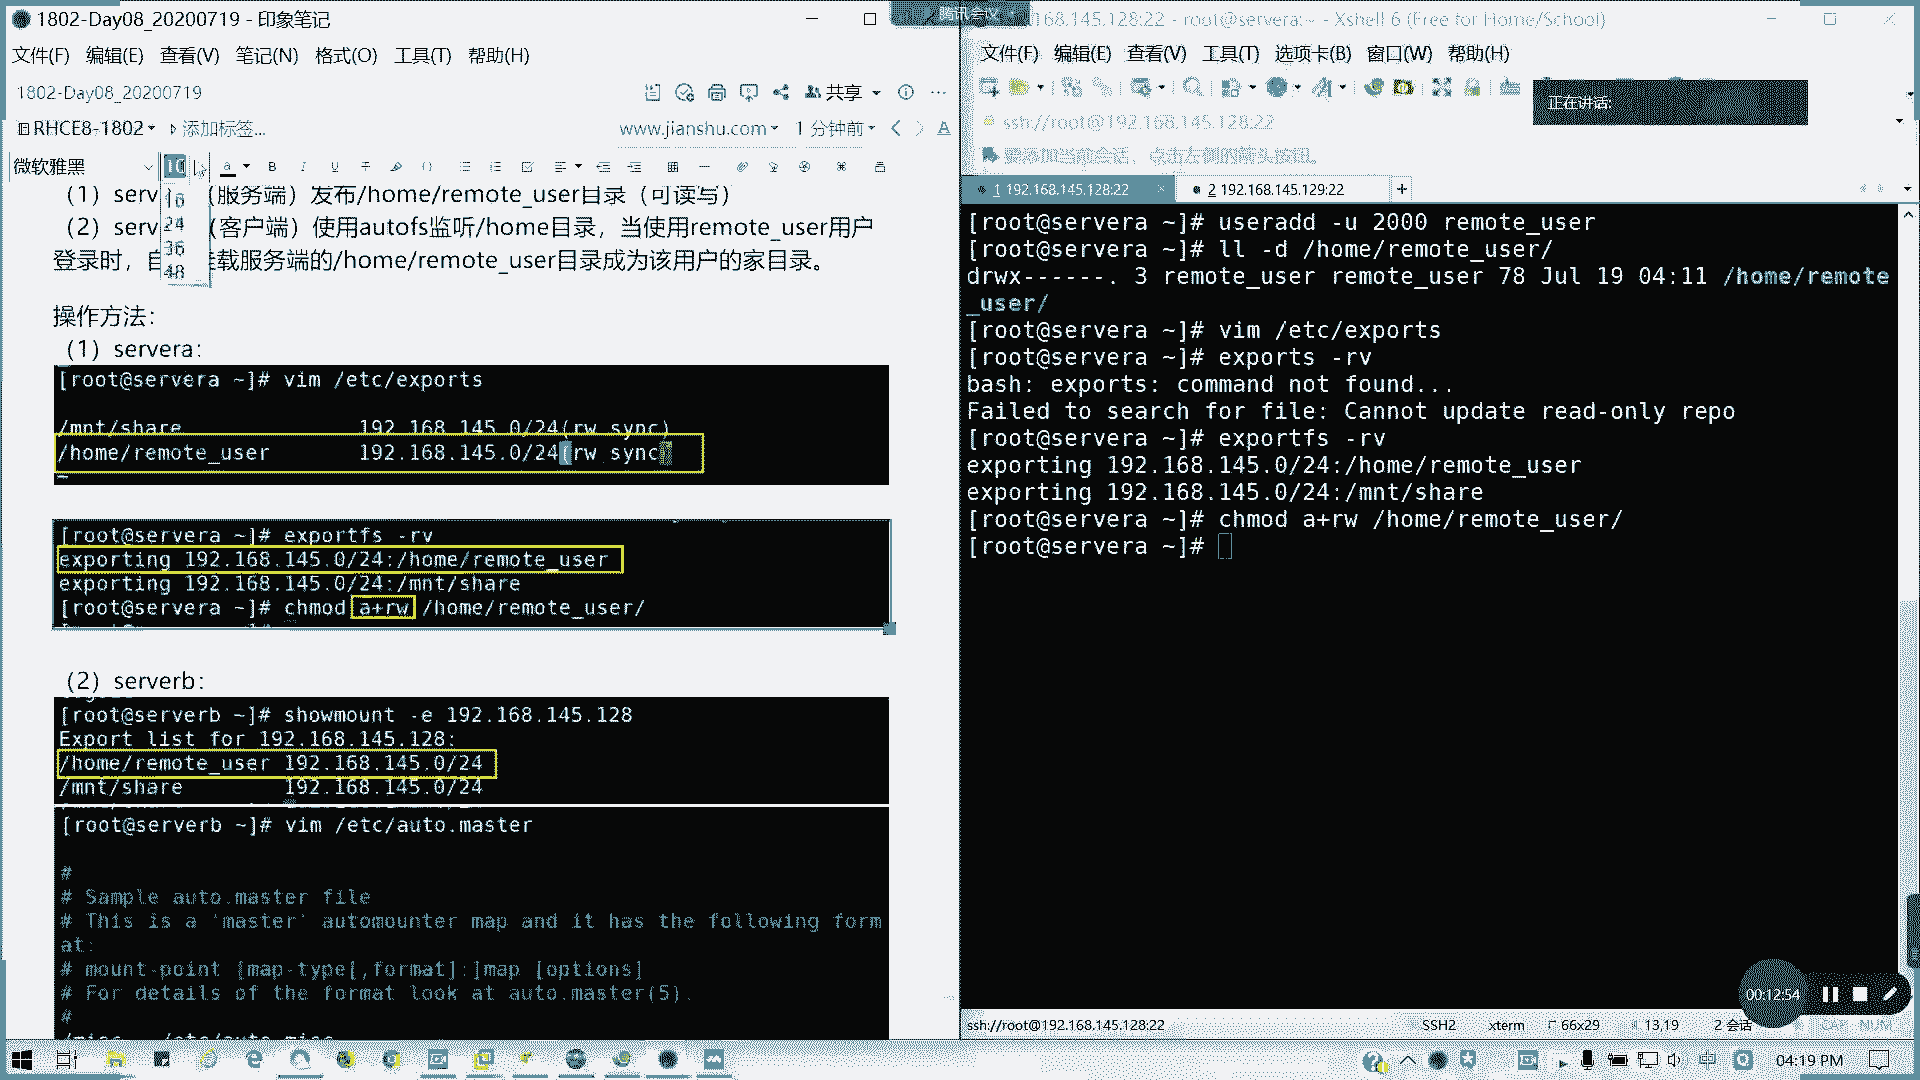 1802-Day08_20200719 - 印象笔记
文件(F) 编辑(E) 查看(V) 笔记(N) 格式(O) 工具(T) 帮助(H)
1802-Day08_20200719
共享
RHCE8-1802
添加标签...
www.jianshu.com
1 分钟前
微软雅黑
10
16
24
36
48
（1）serv （服务端）发布/home/remote_user目录（可读写）
（2）serv （客户端）使用autofs监听/home目录，当使用remote_user用户
登录时，自 挂载服务端的/home/remote_user目录成为该用户的家目录。
操作方法：
（1）servera：
[root@servera ~]# vim /etc/exports
/mnt/share 192.168.145.0/24(rw,sync)
/home/remote_user 192.168.145.0/24(rw,sync)
[root@servera ~]# exportfs -rv
exporting 192.168.145.0/24:/home/remote_user
exporting 192.168.145.0/24:/mnt/share
[root@servera ~]# chmod a+rw /home/remote_user/
（2）serverb：
[root@serverb ~]# showmount -e 192.168.145.128
Export list for 192.168.145.128:
/home/remote_user 192.168.145.0/24
/mnt/share 192.168.145.0/24
[root@serverb ~]# vim /etc/auto.master
#
# Sample auto.master file
# This is a 'master' automounter map and it has the following form
at:
# mount-point [map-type[,format]:]map [options]
# For details of the format look at auto.master(5).
#
/misc /etc/auto.misc
腾讯会议
168.145.128:22 - root@servera:~ - Xshell 6 (Free for Home/School)
文件(F) 编辑(E) 查看(V) 工具(T) 选项卡(B) 窗口(W) 帮助(H)
正在讲话:
ssh://root@192.168.145.128:22
要添加当前会话，点击左侧的箭头按钮。
1 192.168.145.128:22
2 192.168.145.129:22
[root@servera ~]# useradd -u 2000 remote_user
[root@servera ~]# ll -d /home/remote_user/
drwx------. 3 remote_user remote_user 78 Jul 19 04:11 /home/remote
_user/
[root@servera ~]# vim /etc/exports
[root@servera ~]# exports -rv
bash: exports: command not found...
Failed to search for file: Cannot update read-only repo
[root@servera ~]# exportfs -rv
exporting 192.168.145.0/24:/home/remote_user
exporting 192.168.145.0/24:/mnt/share
[root@servera ~]# chmod a+rw /home/remote_user/
[root@servera ~]#
00:12:54
ssh://root@192.168.145.128:22
SSH2
xterm
66x29
13,19
2 会话
CAP NUM
中
04:19 PM